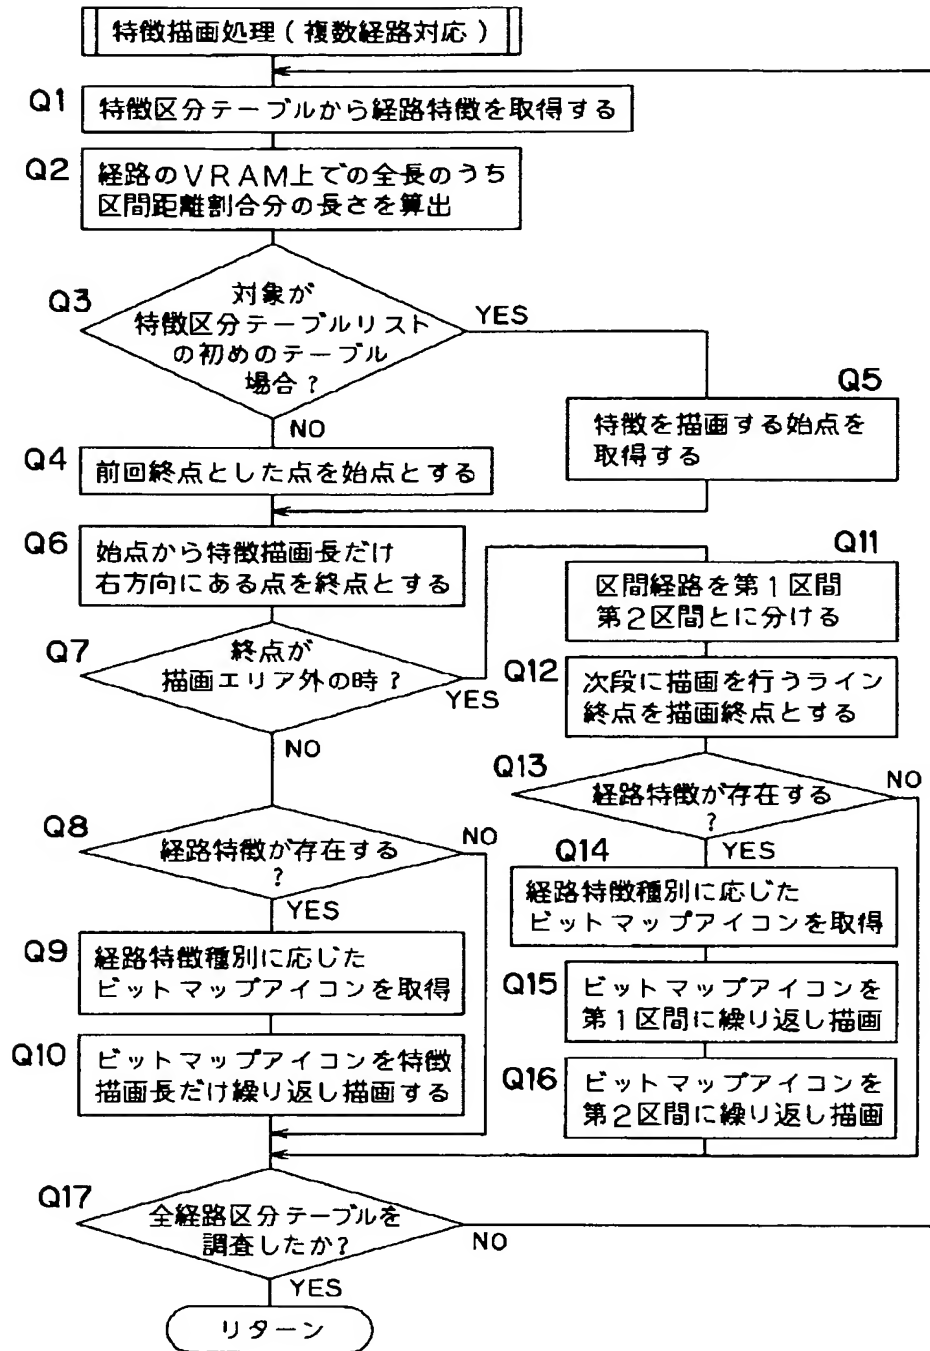 特徴描画処理(複数経路対応)
Q1
特徴区分テーブルから経路特徴を取得する
Q2
経路のVRAM上での全長のうち
区間距離割合分の長さを算出
Q3
対象が
特徴区分テーブルリスト
の初めのテーブル
場合?
YES
NO
Q5
特徴を描画する始点を
取得する
Q4
前回終点とした点を始点とする
Q6
始点から特徴描画長だけ
右方向にある点を終点とする
Q7
終点が
描画エリア外の時?
YES
NO
Q11
区間経路を第1区間
第2区間とに分ける
Q12
次段に描画を行うライン
終点を描画終点とする
Q13
経路特徴が存在する
?
NO
YES
Q8
経路特徴が存在する
?
NO
YES
Q14
経路特徴種別に応じた
ビットマップアイコンを取得
Q9
経路特徴種別に応じた
ビットマップアイコンを取得
Q15
ビットマップアイコンを
第1区間に繰り返し描画
Q10
ビットマップアイコンを特徴
描画長だけ繰り返し描画する
Q16
ビットマップアイコンを
第2区間に繰り返し描画
Q17
全経路区分テーブルを
調査したか?
NO
YES
リターン